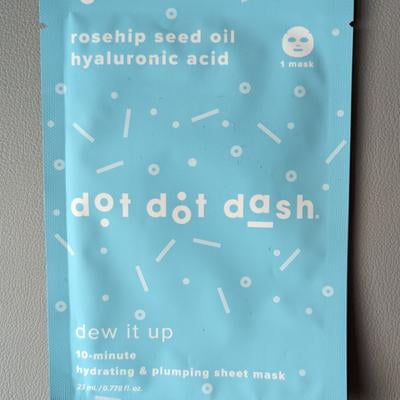 rosehip seed oil
hyaluronic acid
1 mask
dot dot dash.
dew it up
10-minute
hydrating & plumping sheet mask
23 mL / 0.778 fl. oz.